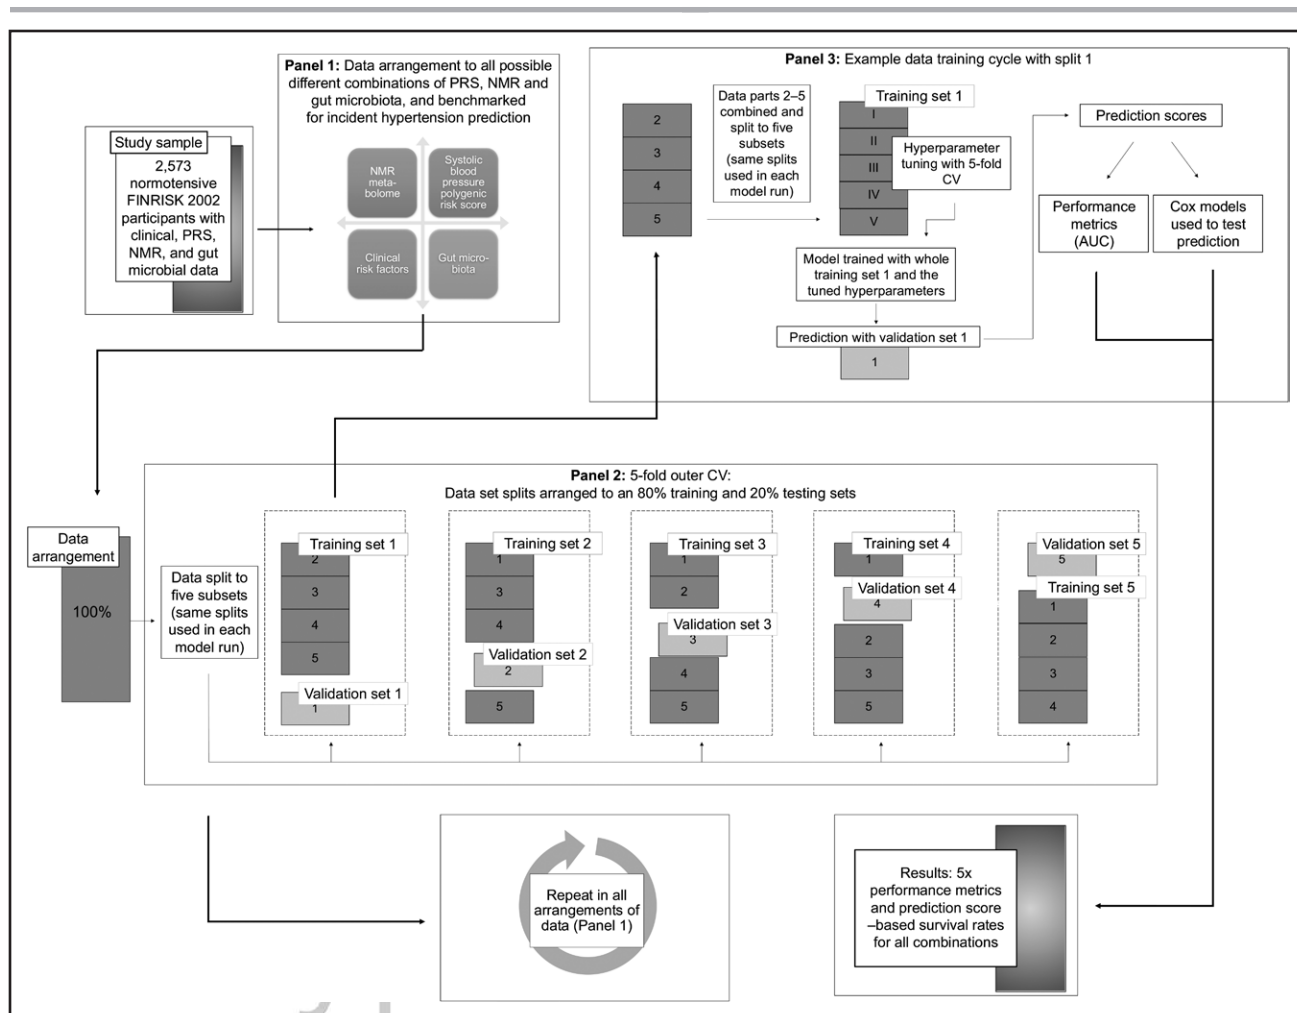 Panel 1: Data arrangement to all possible
different combinations of PRS, NMR and
gut microbiota, and benchmarked
for incident hypertension prediction
Study sample
2,573
normotensive
FINRISK 2002
participants with
clinical, PRS,
NMR, and gut
microbial data
NMR
meta-
bolome
Systolic
blood
pressure
polygenic
risk score
Clinical
risk factors
Gut micro-
biota
Panel 3: Example data training cycle with split 1
2
3
4
5
Data parts 2–5
combined and
split to five
subsets
(same splits
used in each
model run)
Training set 1
I
II
III
IV
V
Hyperparameter
tuning with 5-fold
CV
Model trained with whole
training set 1 and the
tuned hyperparameters
Prediction with validation set 1
1
Prediction scores
Performance
metrics
(AUC)
Cox models
used to test
prediction
Panel 2: 5-fold outer CV:
Data set splits arranged to an 80% training and 20% testing sets
Data
arrangement
100%
Data split to
five subsets
(same splits
used in each
model run)
Training set 1
2
3
4
5
Validation set 1
1
Training set 2
1
3
4
Validation set 2
2
5
Training set 3
1
2
Validation set 3
3
4
5
Training set 4
1
Validation set 4
4
2
3
5
Validation set 5
5
Training set 5
1
2
3
4
Repeat in all
arrangements of
data (Panel 1)
Results: 5x
performance metrics
and prediction score
–based survival rates
for all combinations